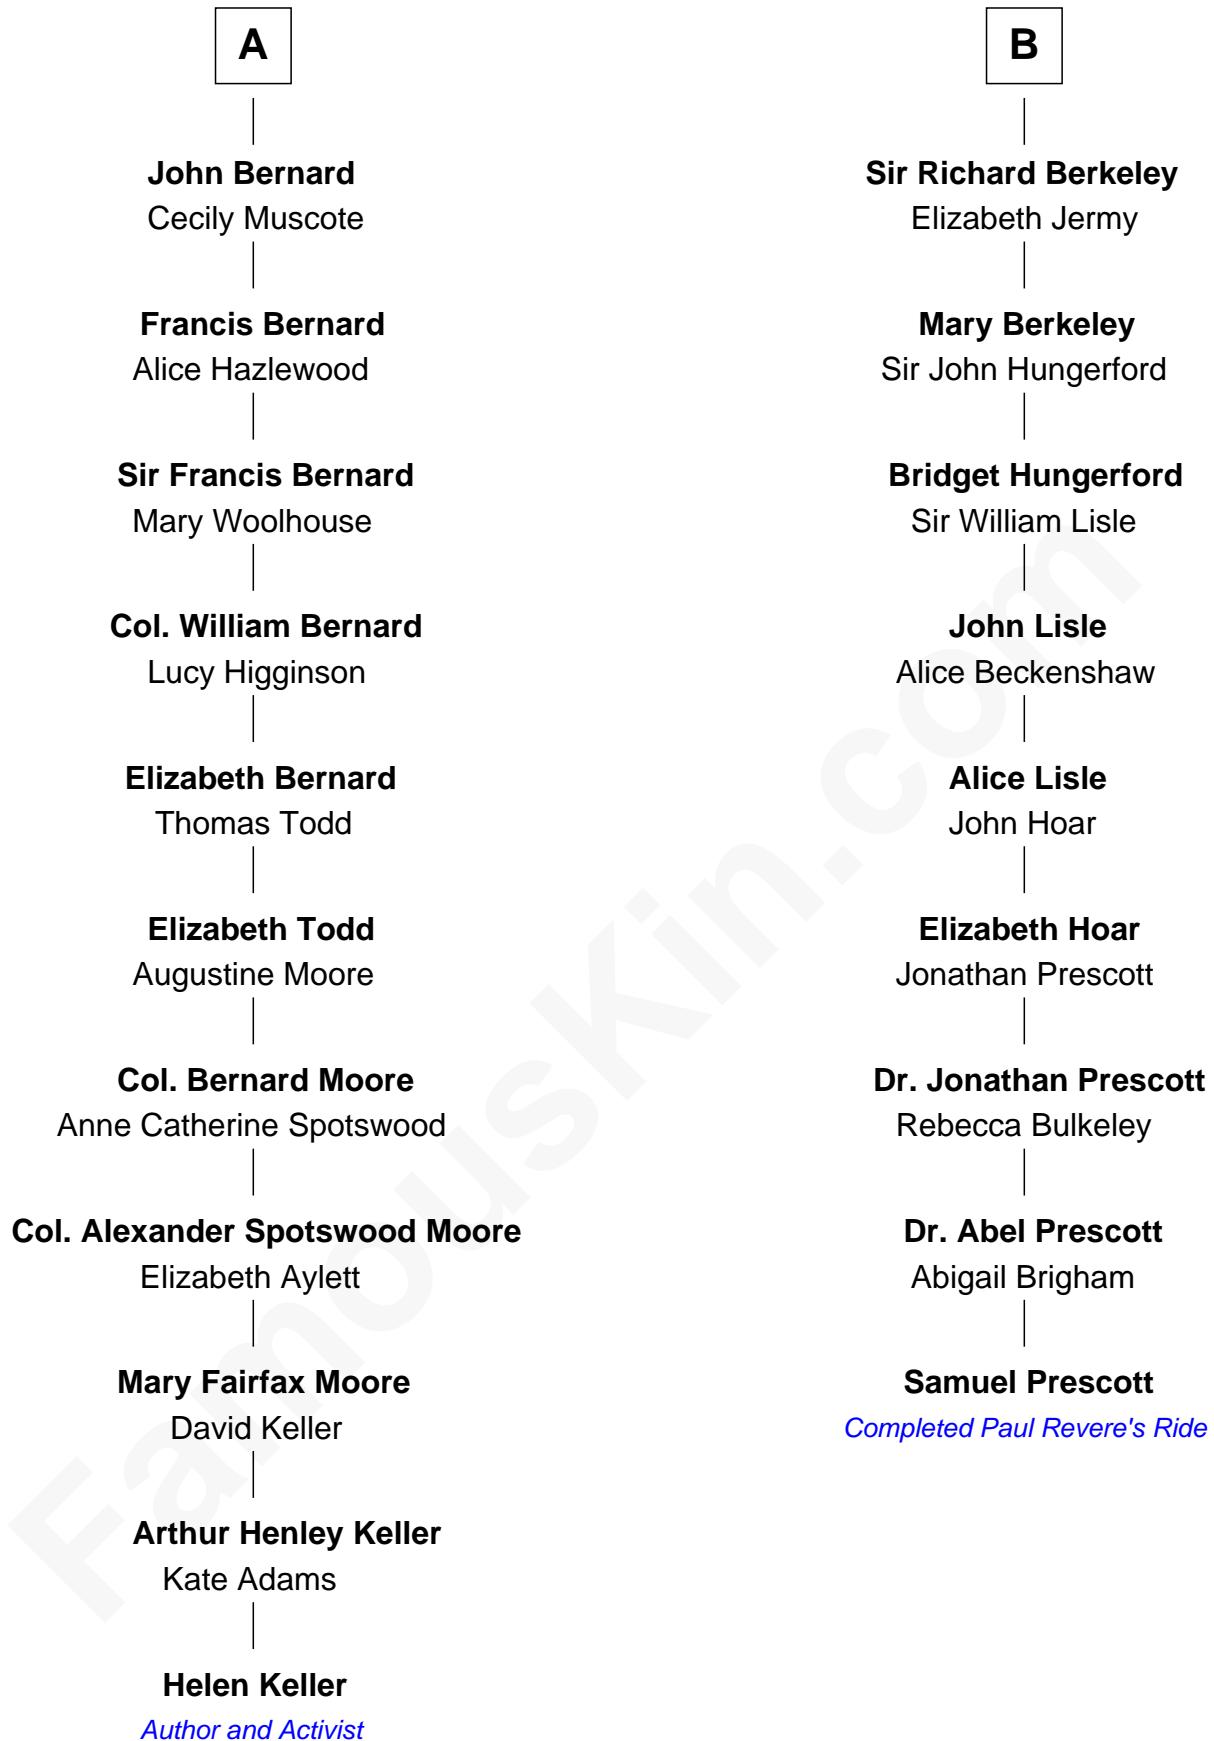 A
John Bernard
Cecily Muscote
Francis Bernard
Alice Hazlewood
Sir Francis Bernard
Mary Woolhouse
Col. William Bernard
Lucy Higginson
Elizabeth Bernard
Thomas Todd
Elizabeth Todd
Augustine Moore
Col. Bernard Moore
Anne Catherine Spotswood
Col. Alexander Spotswood Moore
Elizabeth Aylett
Mary Fairfax Moore
David Keller
Arthur Henley Keller
Kate Adams
Helen Keller
Author and Activist
B
Sir Richard Berkeley
Elizabeth Jermy
Mary Berkeley
Sir John Hungerford
Bridget Hungerford
Sir William Lisle
John Lisle
Alice Beckenshaw
Alice Lisle
John Hoar
Elizabeth Hoar
Jonathan Prescott
Dr. Jonathan Prescott
Rebecca Bulkeley
Dr. Abel Prescott
Abigail Brigham
Samuel Prescott
Completed Paul Revere's Ride
FamousKin.com